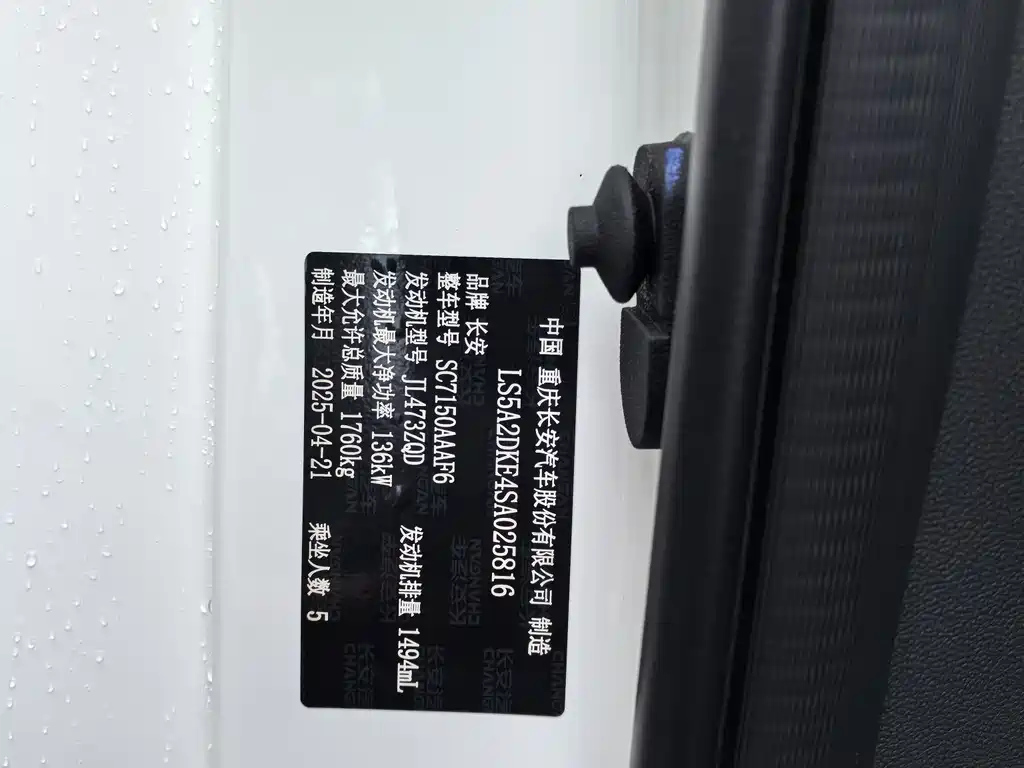 中国 重庆长安汽车股份有限公司 制造
LS5A2DKE4SA025816
品牌 长安
整车型号 SC7150AAAF6
发动机型号 JL473ZQD 发动机排量 1494mL
发动机最大净功率 136kW
最大允许总质量 1760kg
制造年月 2025-04-21 乘坐人数 5